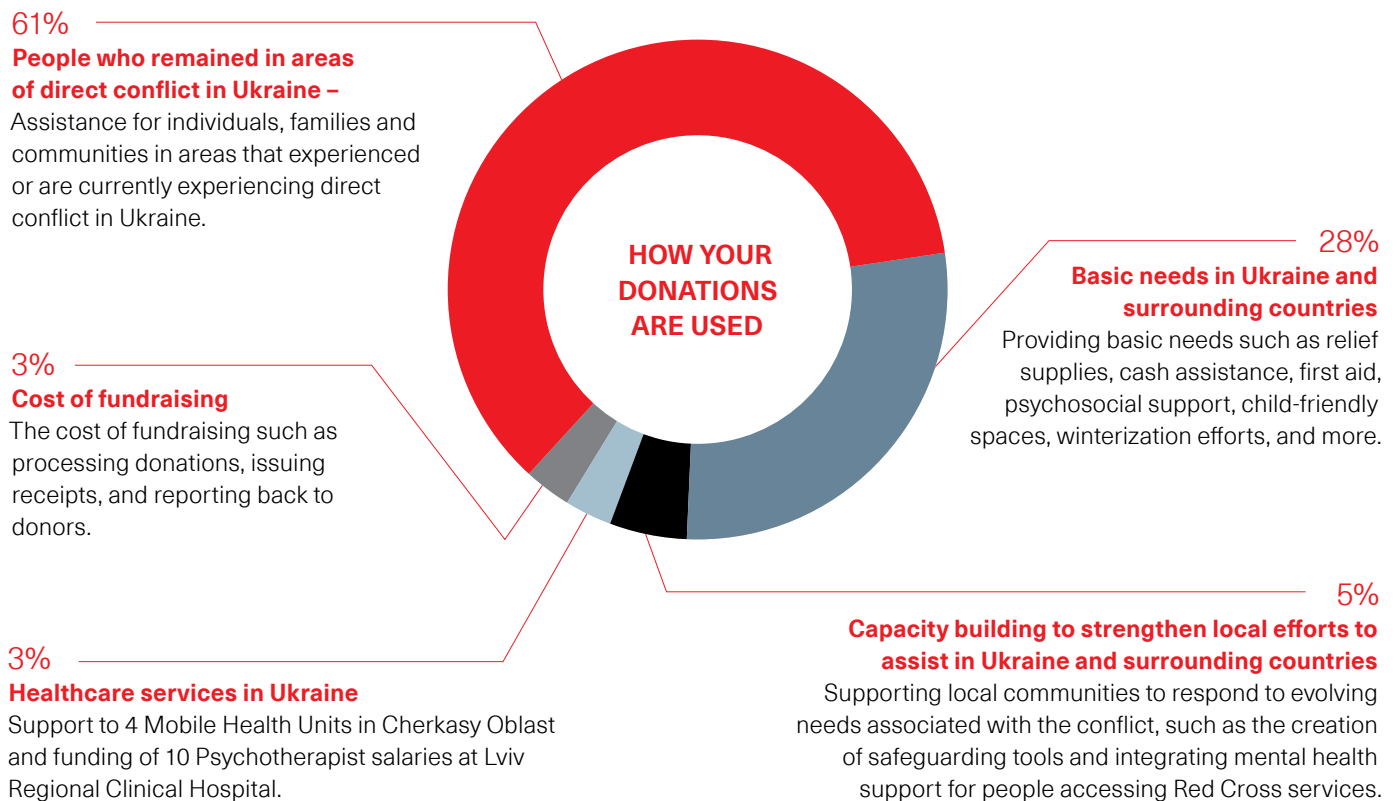 61%
People who remained in areas
of direct conflict in Ukraine –
Assistance for individuals, families and
communities in areas that experienced
or are currently experiencing direct
conflict in Ukraine.
HOW YOUR
DONATIONS
ARE USED
28%
Basic needs in Ukraine and
surrounding countries
Providing basic needs such as relief
supplies, cash assistance, first aid,
psychosocial support, child-friendly
spaces, winterization efforts, and more.
3%
Cost of fundraising
The cost of fundraising such as
processing donations, issuing
receipts, and reporting back to
donors.
3%
Healthcare services in Ukraine
Support to 4 Mobile Health Units in Cherkasy Oblast
and funding of 10 Psychotherapist salaries at Lviv
Regional Clinical Hospital.
5%
Capacity building to strengthen local efforts to
assist in Ukraine and surrounding countries
Supporting local communities to respond to evolving
needs associated with the conflict, such as the creation
of safeguarding tools and integrating mental health
support for people accessing Red Cross services.